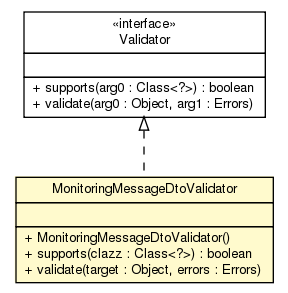 «interface»
Validator
+ supports(arg0 : Class<?>) : boolean
+ validate(arg0 : Object, arg1 : Errors)
MonitoringMessageDtoValidator
+ MonitoringMessageDtoValidator()
+ supports(clazz : Class<?>) : boolean
+ validate(target : Object, errors : Errors)